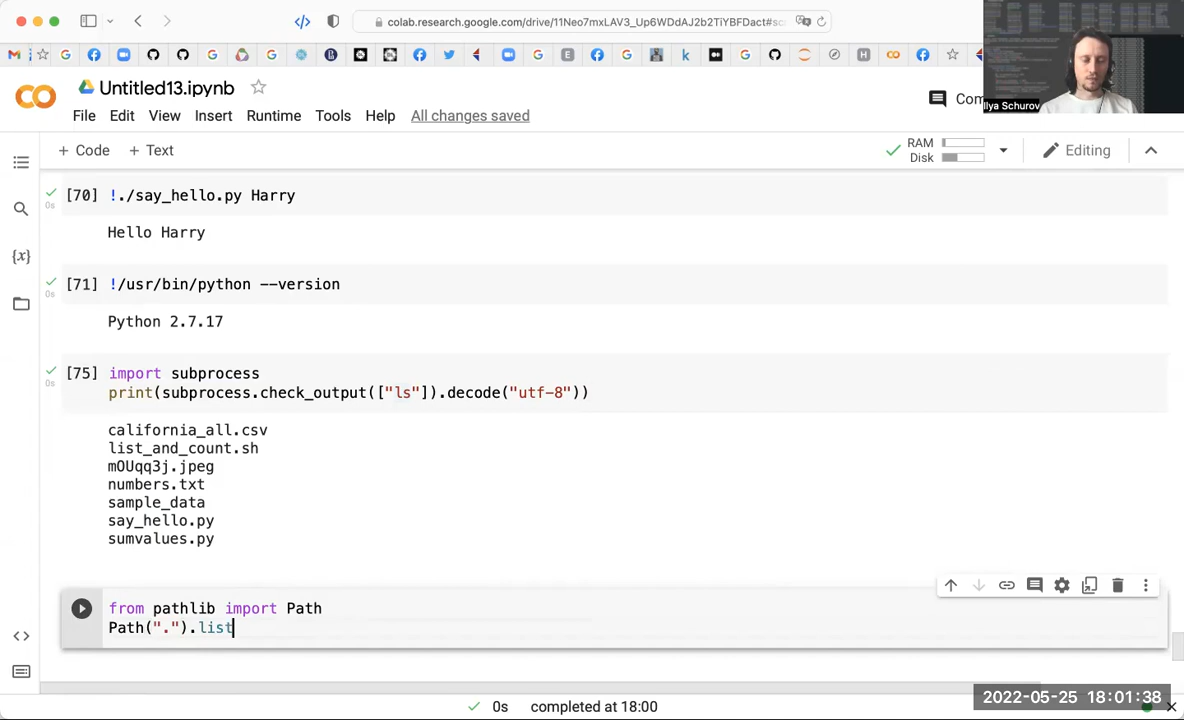 colab.research.google.com/drive/11Neo7mxLAV3_Up6WDdAJ2b2TiYBFDact#sc
Untitled13.ipynb
Com
Ilya Schurov
File Edit View Insert Runtime Tools Help All changes saved
+ Code + Text
RAM
Disk
Editing
[70] !./say_hello.py Harry
0s
Hello Harry
[71] !/usr/bin/python --version
0s
Python 2.7.17
[75] import subprocess
0s
print(subprocess.check_output(["ls"]).decode("utf-8"))
california_all.csv
list_and_count.sh
mOUqq3j.jpeg
numbers.txt
sample_data
say_hello.py
sumvalues.py
from pathlib import Path
Path(".").list
0s completed at 18:00
2022-05-25 18:01:38